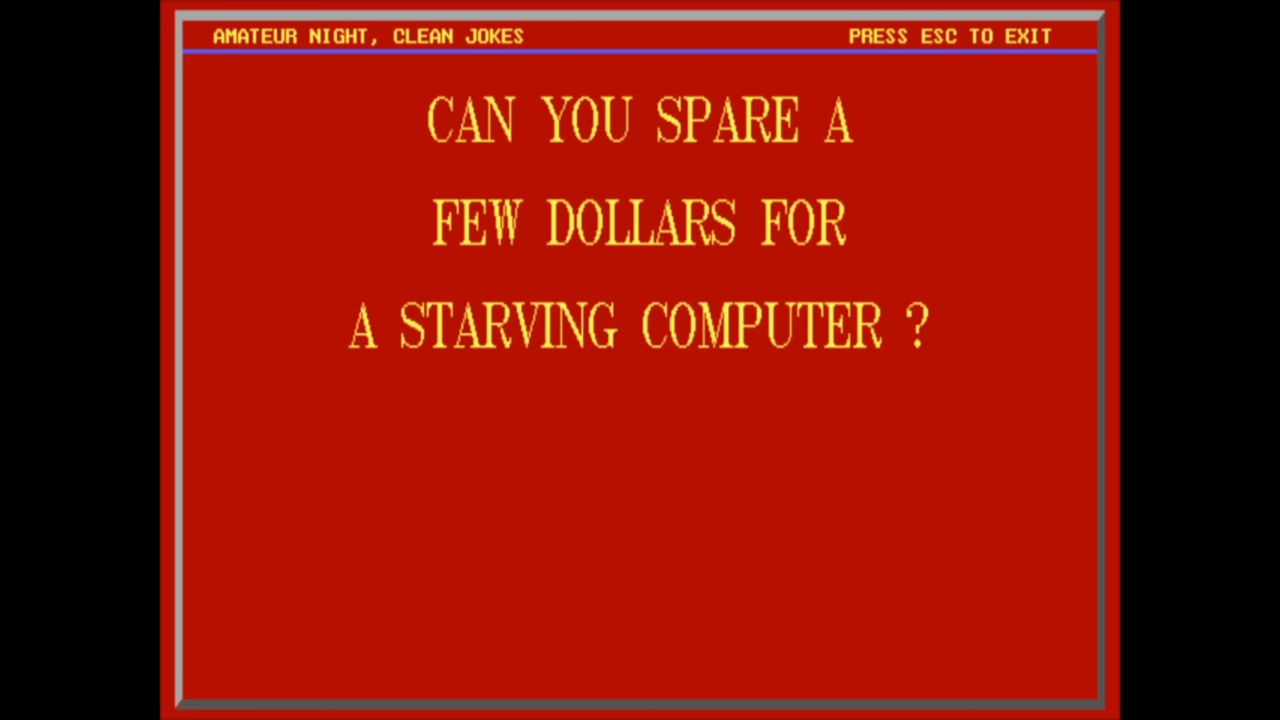 AMATEUR NIGHT, CLEAN JOKES PRESS ESC TO EXIT
CAN YOU SPARE A
FEW DOLLARS FOR
A STARVING COMPUTER ?